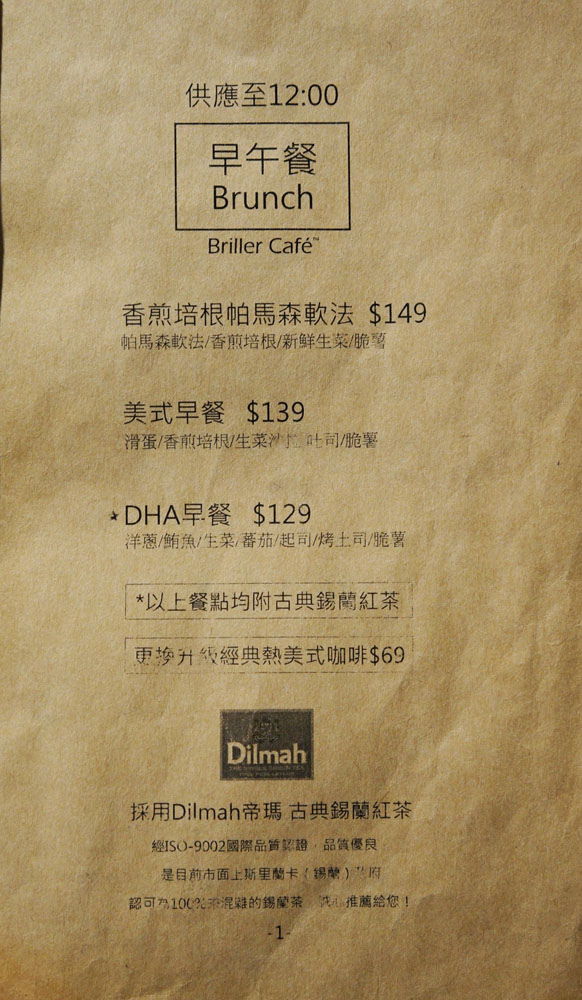 供應至12:00
早午餐
Brunch
Briller Café™
香煎培根帕馬森軟法 $149
帕馬森軟法/香煎培根/新鮮生菜/脆薯
美式早餐 $139
滑蛋/香煎培根/生菜沙拉 吐司/脆薯
★DHA早餐 $129
洋蔥/鮪魚/生菜/蕃茄/起司/烤土司/脆薯
*以上餐點均附古典錫蘭紅茶
更換升級經典熱美式咖啡$69
Dilmah
採用Dilmah帝瑪 古典錫蘭紅茶
經ISO-9002國際品質認證 品質優良
是目前市面上斯里蘭卡(錫蘭) 府
認可為100%不混雜的錫蘭茶 推薦給您!
-1-